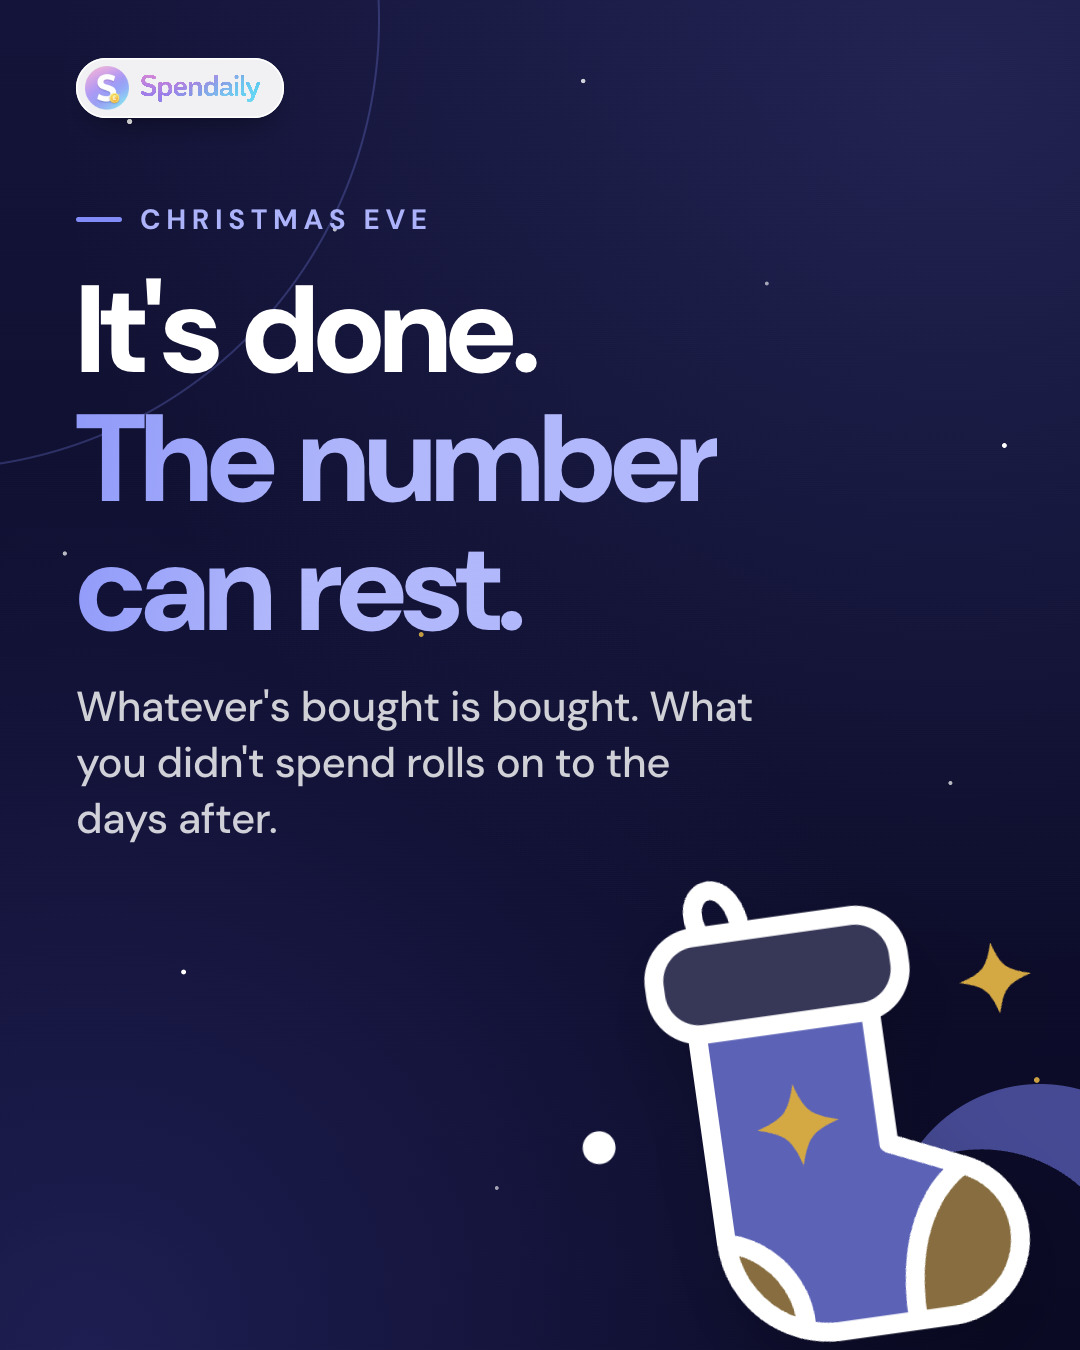 Spendaily
CHRISTMAS EVE
It's done.
The number
can rest.
Whatever's bought is bought. What
you didn't spend rolls on to the
days after.